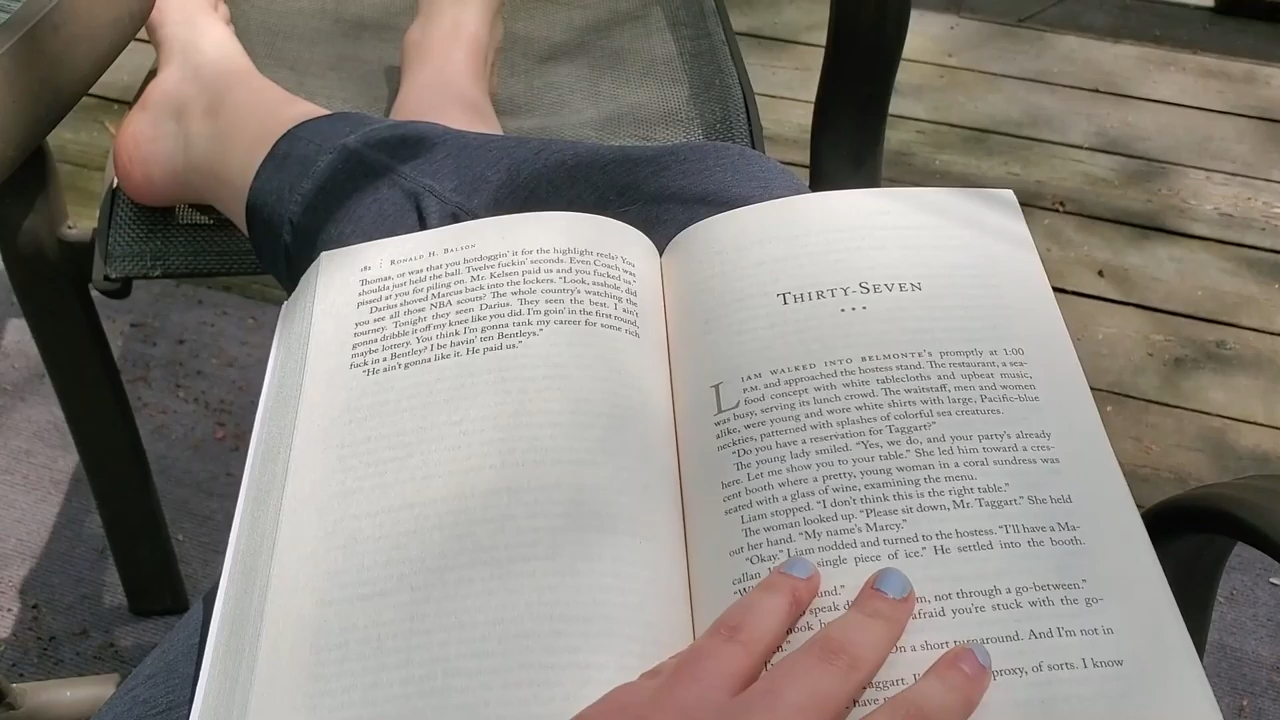 182 Ronald H. Balson
Thomas, or was that you hotdoggin' it for the highlight reels? You
shoulda just held the ball. Twelve fuckin' seconds. Even Coach was
pissed at you for piling on. Mr. Kelsen paid us and you fucked us."
Darius shoved Marcus back into the lockers. "Look, asshole, did
you see all those NBA scouts? The whole country's watching the
tourney. Tonight they seen Darius. They seen the best. I ain't
gonna dribble it off my knee like you did. I'm goin' in the first round,
maybe lottery. You think I'm gonna tank my career for some rich
fuck in a Bentley? I be havin' ten Bentleys."
"He ain't gonna like it. He paid us."
Thirty-Seven
LIAM WALKED INTO BELMONTE'S promptly at 1:00
P.M. and approached the hostess stand. The restaurant, a sea-
food concept with white tablecloths and upbeat music,
was busy, serving its lunch crowd. The waitstaff, men and women
alike, were young and wore white shirts with large, Pacific-blue
neckties, patterned with splashes of colorful sea creatures.
"Do you have a reservation for Taggart?"
The young lady smiled. "Yes, we do, and your party's already
here. Let me show you to your table." She led him toward a cres-
cent booth where a pretty, young woman in a coral sundress was
seated with a glass of wine, examining the menu.
Liam stopped. "I don't think this is the right table."
The woman looked up. "Please sit down, Mr. Taggart." She held
out her hand. "My name's Marcy."
"Okay." Liam nodded and turned to the hostess. "I'll have a Ma-
callan single piece of ice." He settled into the booth.
speak not through a go-between."
afraid you're stuck with the go-
On a short turnaround. And I'm not in
proxy, of sorts. I know
have